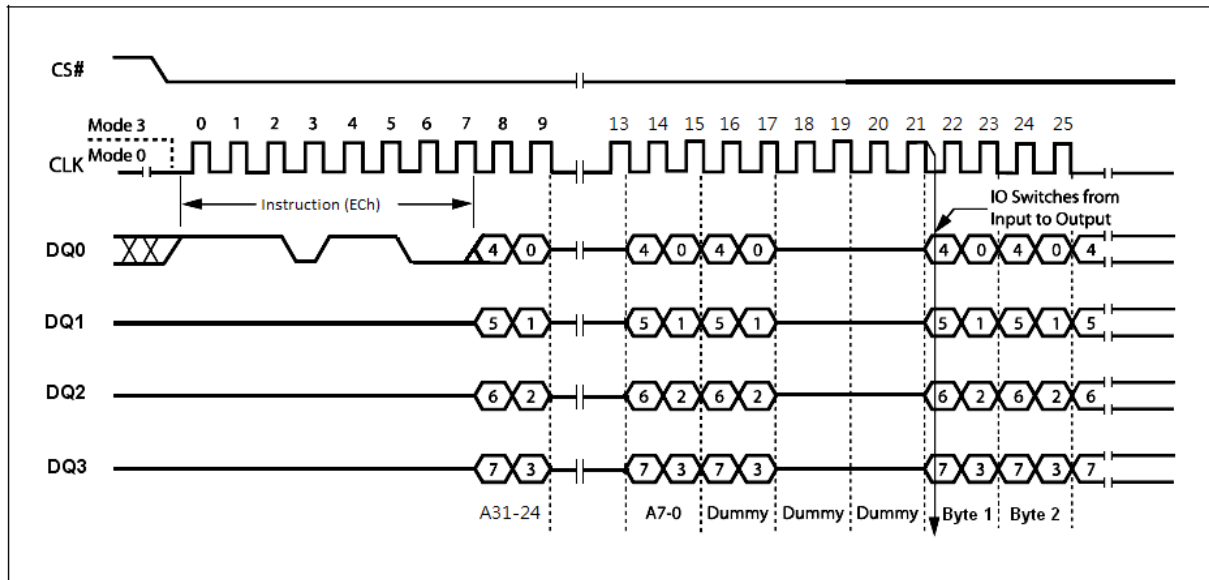 CS#
Mode 3
0 1 2 3 4 5 6 7 8 9 13 14 15 16 17 18 19 20 21 22 23 24 25
CLK
Mode 0
Instruction (ECh)
IO Switches from
Input to Output
DQ0
4 0 4 0 4 0 4 0 4 0 4
DQ1
5 1 5 1 5 1 5 1 5 1 5
DQ2
6 2 6 2 6 2 6 2 6 2 6
DQ3
7 3 7 3 7 3 7 3 7 3 7
A31-24 A7-0 Dummy Dummy Dummy Byte 1 Byte 2